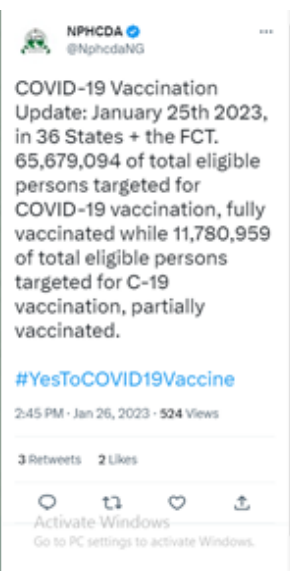 NPHCDA
@NphcdaNG
COVID-19 Vaccination
Update: January 25th 2023,
in 36 States + the FCT.
65,679,094 of total eligible
persons targeted for
COVID-19 vaccination, fully
vaccinated while 11,780,959
of total eligible persons
targeted for C-19
vaccination, partially
vaccinated.
#YesToCOVID19Vaccine
2:45 PM · Jan 26, 2023 · 524 Views
3 Retweets 2 Likes
Activate Windows
Go to PC settings to activate Windows.